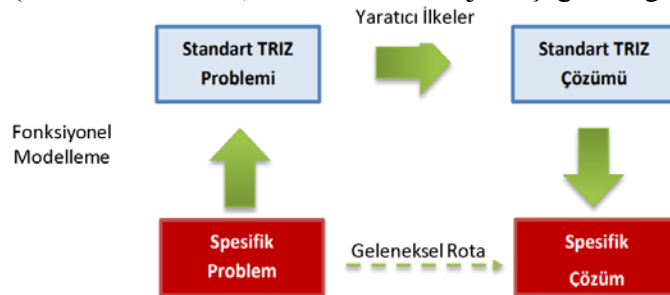 Yaratıcı İlkeler
Standart TRIZ
Problemi
Standart TRIZ
Çözümü
Fonksiyonel
Modelleme
Spesifik
Problem
Geleneksel Rota
Spesifik
Çözüm